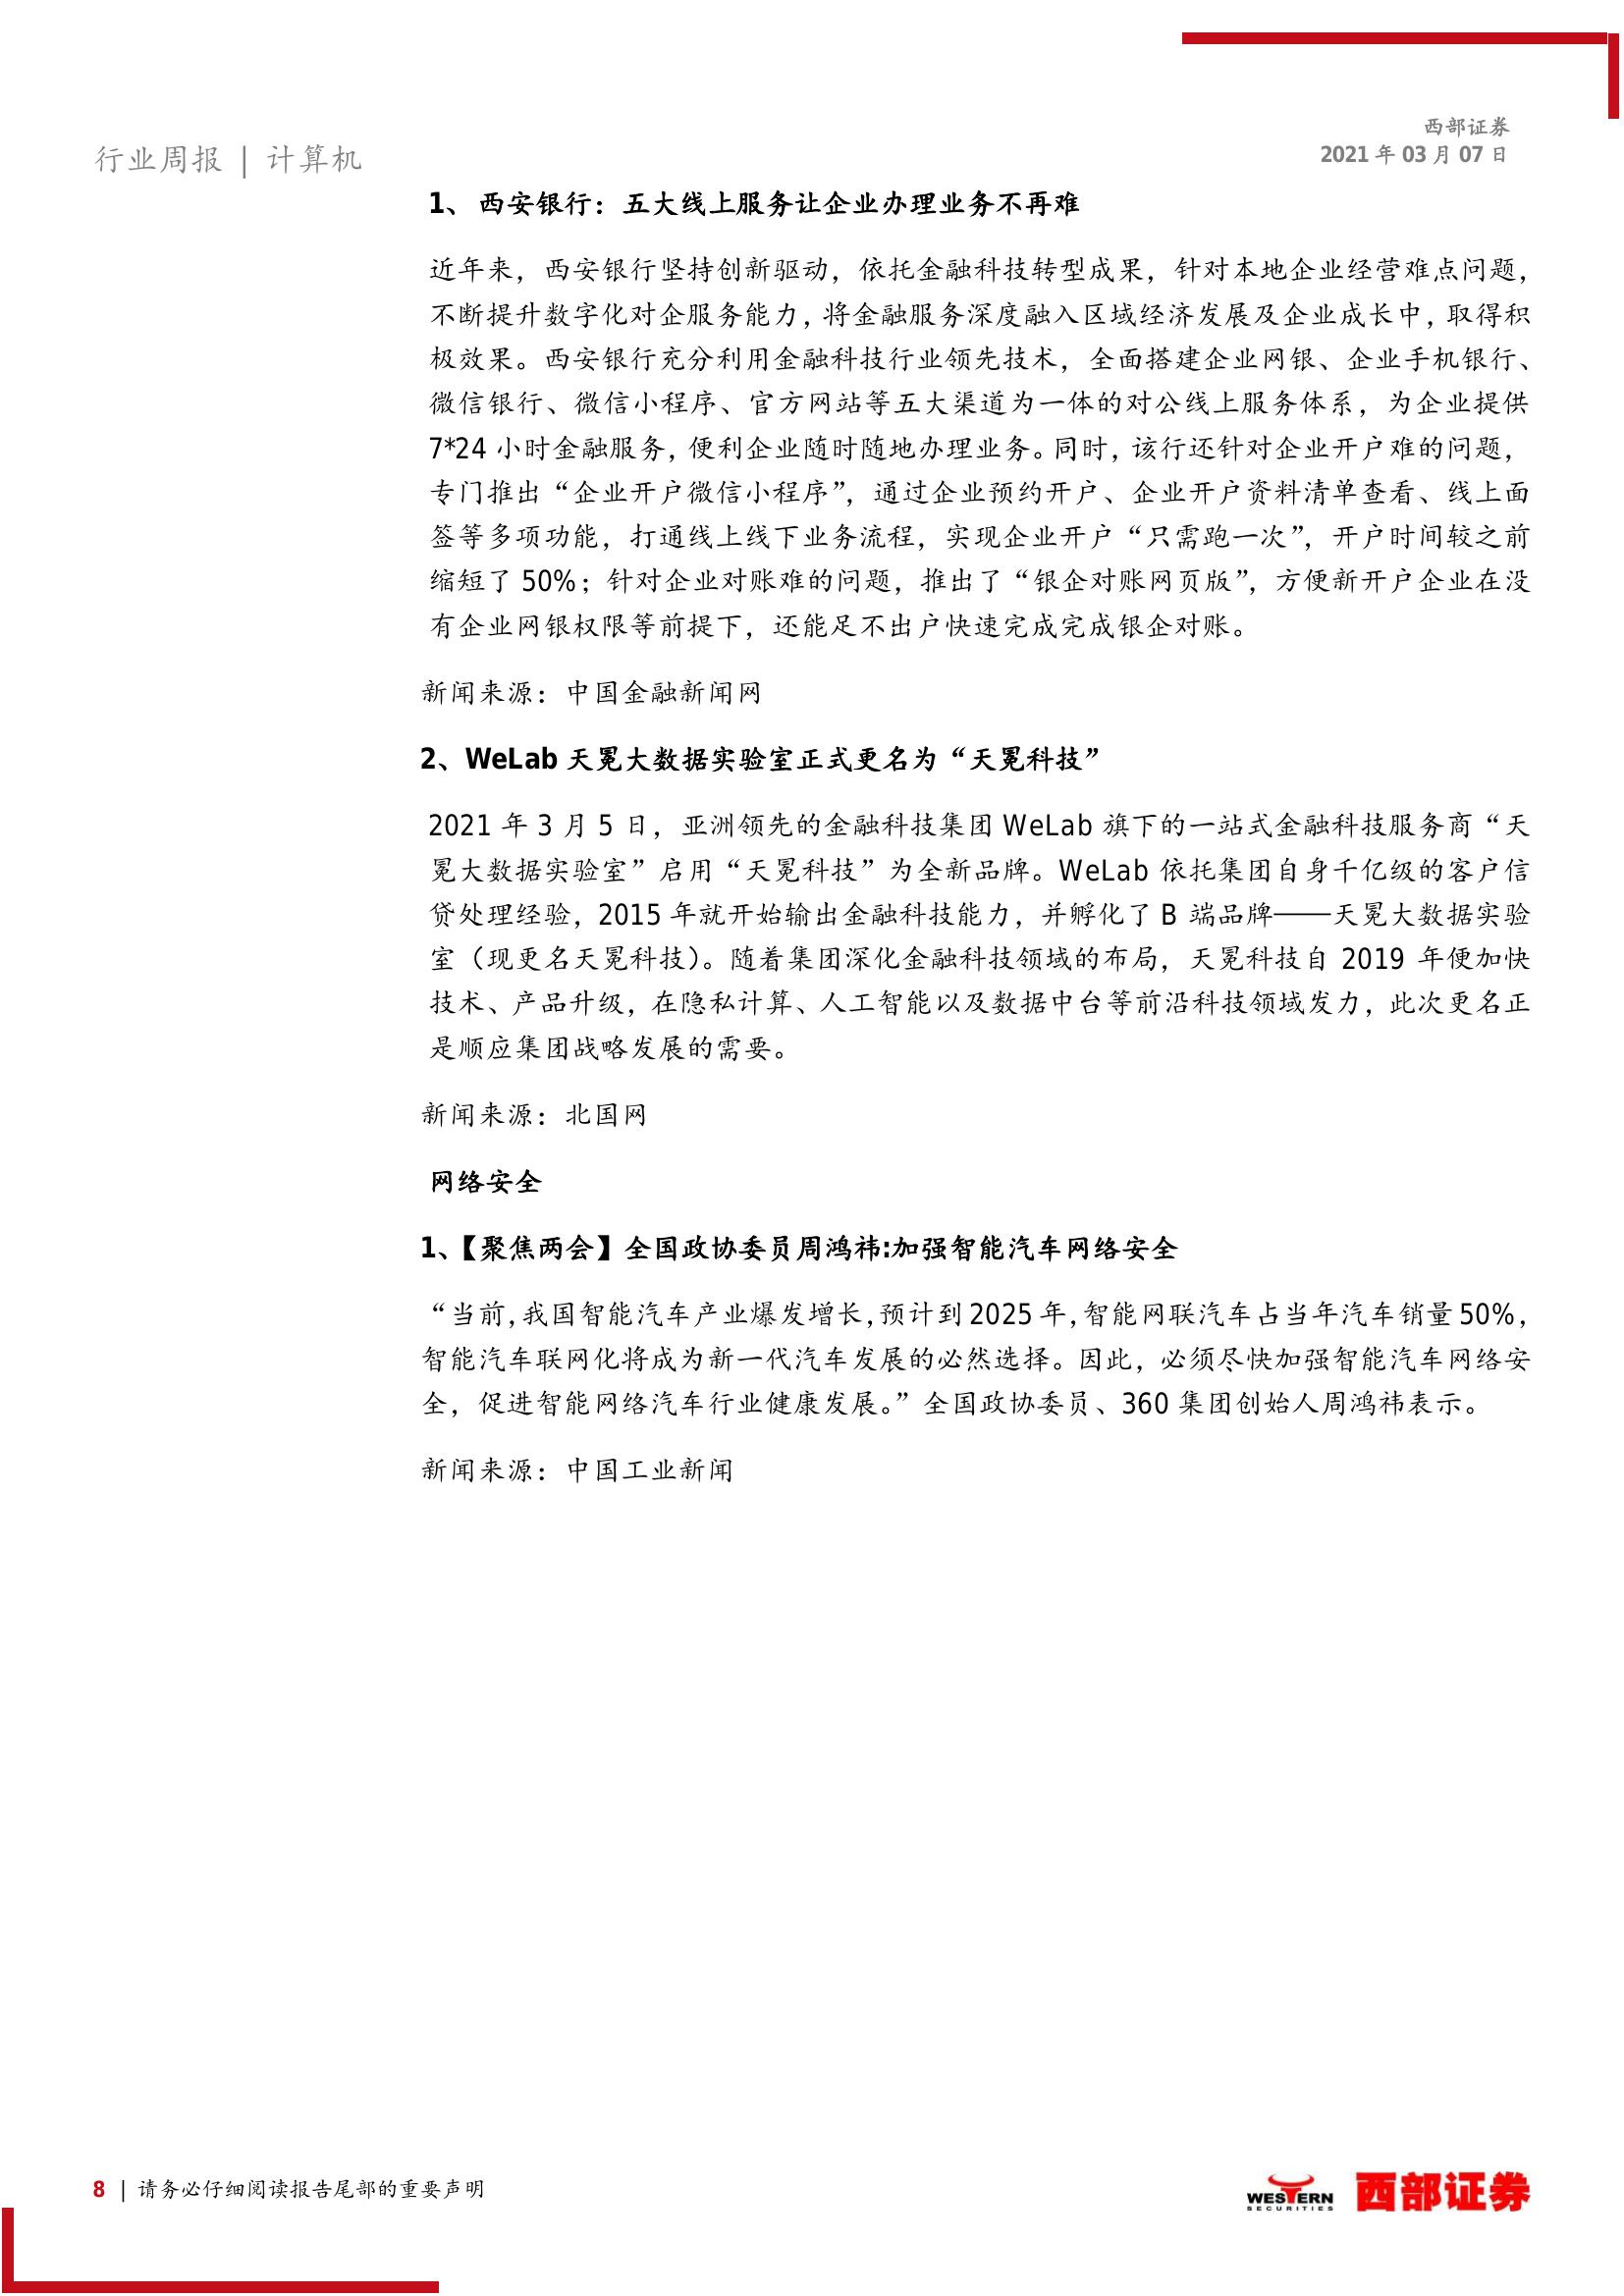 西部证券
行业周报 | 计算机
2021 年 03 月 07 日
1、 西安银行：五大线上服务让企业办理业务不再难
近年来，西安银行坚持创新驱动，依托金融科技转型成果，针对本地企业经营难点问题，
不断提升数字化对企服务能力，将金融服务深度融入区域经济发展及企业成长中，取得积
极效果。西安银行充分利用金融科技行业领先技术，全面搭建企业网银、企业手机银行、
微信银行、微信小程序、官方网站等五大渠道为一体的对公线上服务体系，为企业提供
7*24 小时金融服务，便利企业随时随地办理业务。同时，该行还针对企业开户难的问题，
专门推出“企业开户微信小程序”，通过企业预约开户、企业开户资料清单查看、线上面
签等多项功能，打通线上线下业务流程，实现企业开户“只需跑一次”，开户时间较之前
缩短了 50%；针对企业对账难的问题，推出了“银企对账网页版”，方便新开户企业在没
有企业网银权限等前提下，还能足不出户快速完成完成银企对账。
新闻来源：中国金融新闻网
2、WeLab 天冕大数据实验室正式更名为“天冕科技”
2021 年 3 月 5 日，亚洲领先的金融科技集团 WeLab 旗下的一站式金融科技服务商“天
冕大数据实验室”启用“天冕科技”为全新品牌。WeLab 依托集团自身千亿级的客户信
贷处理经验，2015 年就开始输出金融科技能力，并孵化了 B 端品牌——天冕大数据实验
室（现更名天冕科技）。随着集团深化金融科技领域的布局，天冕科技自 2019 年便加快
技术、产品升级，在隐私计算、人工智能以及数据中台等前沿科技领域发力，此次更名正
是顺应集团战略发展的需要。
新闻来源：北国网
网络安全
1、【聚焦两会】全国政协委员周鸿祎:加强智能汽车网络安全
“当前,我国智能汽车产业爆发增长,预计到 2025 年,智能网联汽车占当年汽车销量 50%，
智能汽车联网化将成为新一代汽车发展的必然选择。因此，必须尽快加强智能汽车网络安
全，促进智能网络汽车行业健康发展。”全国政协委员、360 集团创始人周鸿祎表示。
新闻来源：中国工业新闻
8 | 请务必仔细阅读报告尾部的重要声明
WESTERN
SECURITIES
西部证券